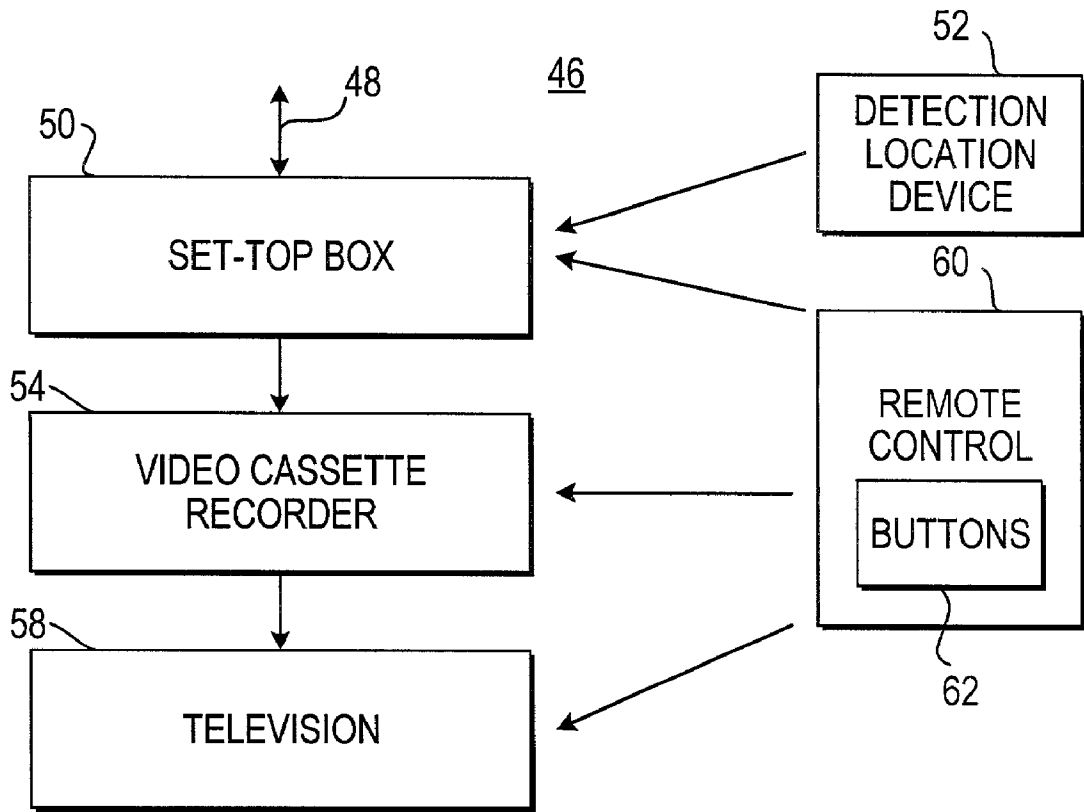 52
46
48
DETECTION
LOCATION
DEVICE
50
SET-TOP BOX
60
54
VIDEO CASSETTE
RECORDER
REMOTE
CONTROL
BUTTONS
58
62
TELEVISION